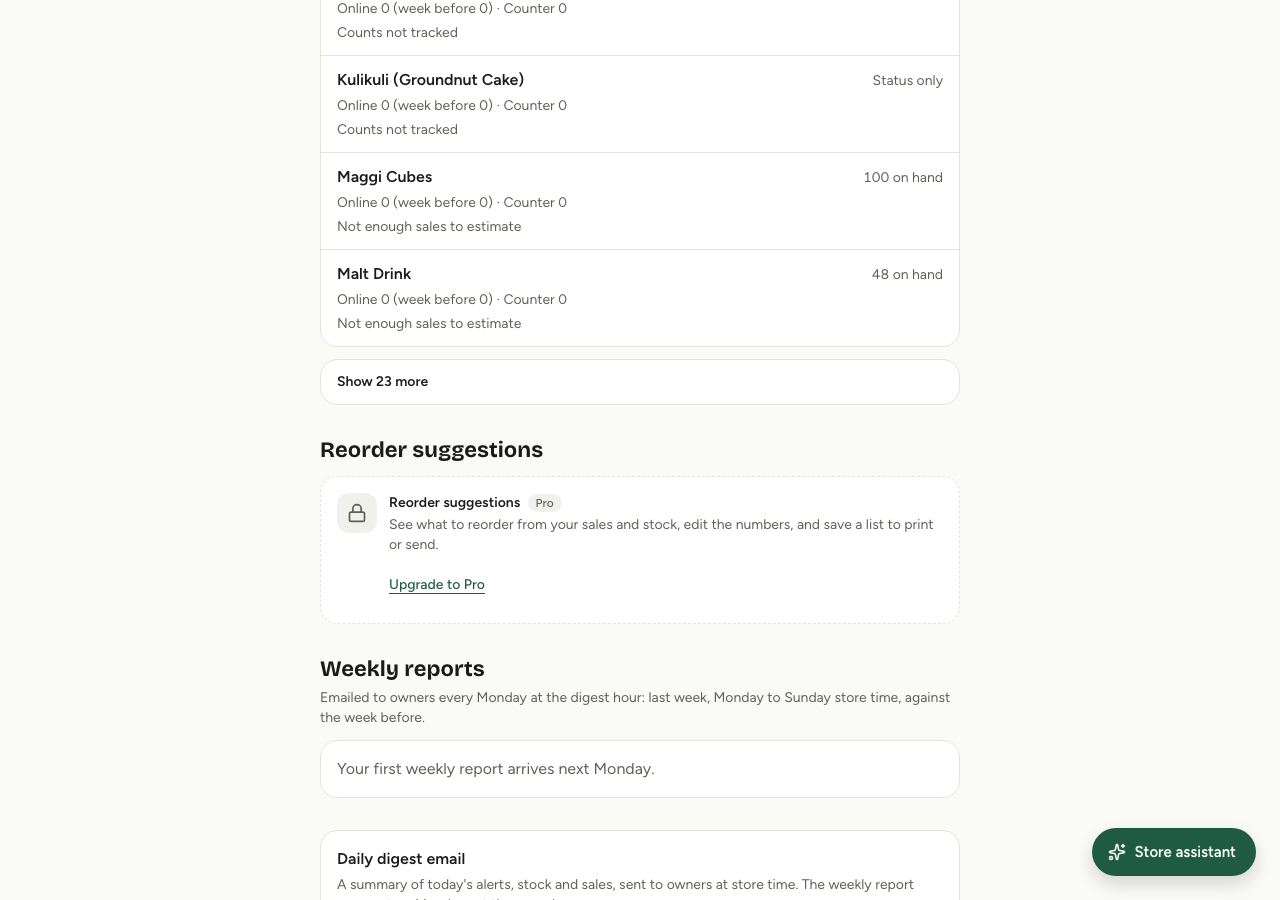 Online 0 (week before 0) · Counter 0
Counts not tracked
Kulikuli (Groundnut Cake)
Status only
Online 0 (week before 0) · Counter 0
Counts not tracked
Maggi Cubes
100 on hand
Online 0 (week before 0) · Counter 0
Not enough sales to estimate
Malt Drink
48 on hand
Online 0 (week before 0) · Counter 0
Not enough sales to estimate
Show 23 more
Reorder suggestions
Reorder suggestions Pro
See what to reorder from your sales and stock, edit the numbers, and save a list to print
or send.
Upgrade to Pro
Weekly reports
Emailed to owners every Monday at the digest hour: last week, Monday to Sunday store time, against
the week before.
Your first weekly report arrives next Monday.
Daily digest email
A summary of today's alerts, stock and sales, sent to owners at store time. The weekly report
Store assistant